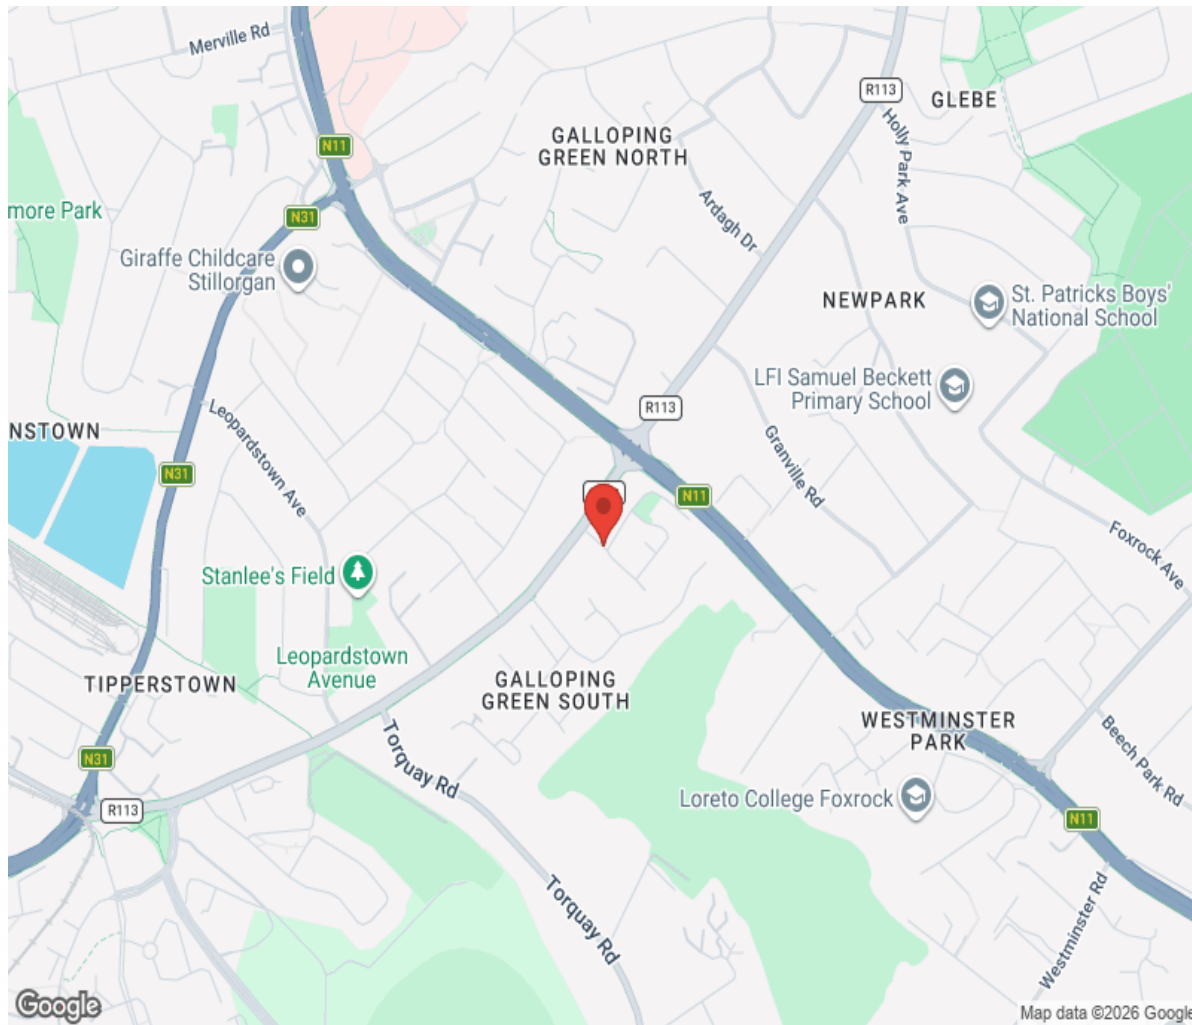 Merville Rd
N11
GALLOPING
GREEN NORTH
R113
GLEBE
Holly Park Ave
more Park
N31
Ardagh Dr
Giraffe Childcare
Stillorgan
NEWPARK
St. Patricks Boys'
National School
LFI Samuel Beckett
Primary School
R113
Leopardstown Ave
NSTOWN
N31
Granville Rd
N11
Foxrock Ave
Stanlee's Field
Leopardstown
Avenue
TIPPERSTOWN
GALLOPING
GREEN SOUTH
WESTMINSTER
PARK
Beech Park Rd
Torquay Rd
N31
R113
Loreto College Foxrock
N11
Torquay Rd
Westminster Rd
Google
Map data ©2026 Google